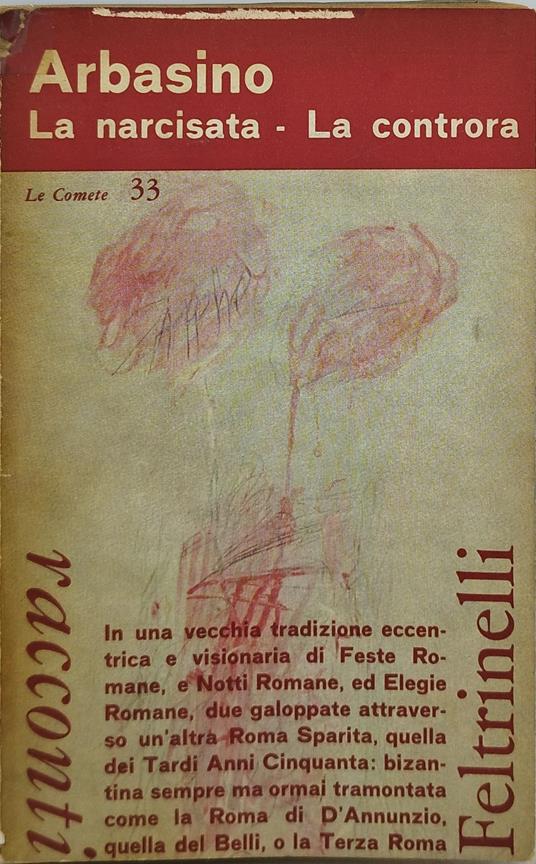 Arbasino
La narcisata - La controra
Le Comete 33
SAPPHO
racconti
Feltrinelli
In una vecchia tradizione eccen-
trica e visionaria di Feste Ro-
mane, e Notti Romane, ed Elegie
Romane, due galoppate attraver-
so un'altra Roma Sparita, quella
dei Tardi Anni Cinquanta: bizan-
tina sempre ma ormai tramontata
come la Roma di D'Annunzio,
quella del Belli, o la Terza Roma